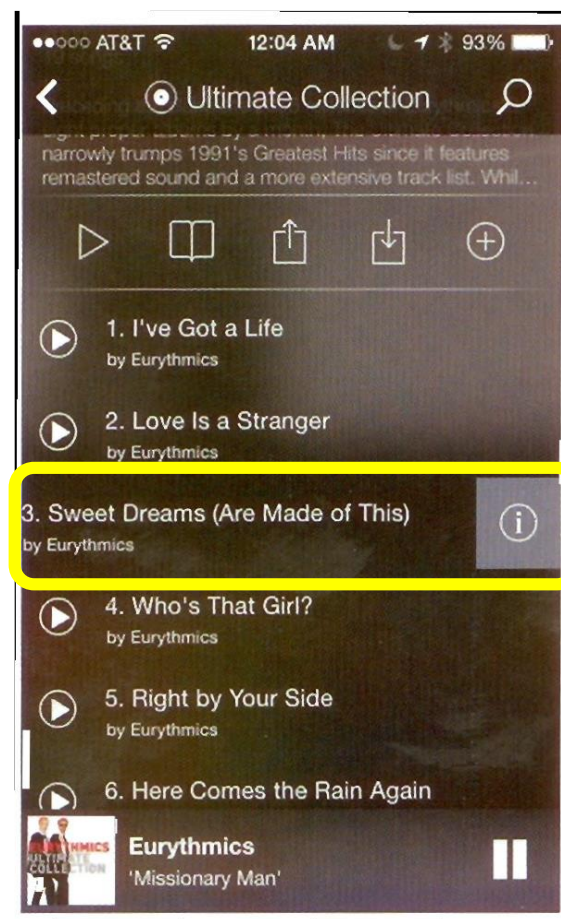 AT&T 12:04 AM 93%
Ultimate Collection
narrowly trumps 1991's Greatest Hits since it features
remastered sound and a more extensive track list. Whil...
1. I've Got a Life
by Eurythmics
2. Love Is a Stranger
by Eurythmics
3. Sweet Dreams (Are Made of This)
by Eurythmics
4. Who's That Girl?
by Eurythmics
5. Right by Your Side
by Eurythmics
6. Here Comes the Rain Again
EURYTHMICS
ULTIMATE
COLLECTION
Eurythmics
'Missionary Man'